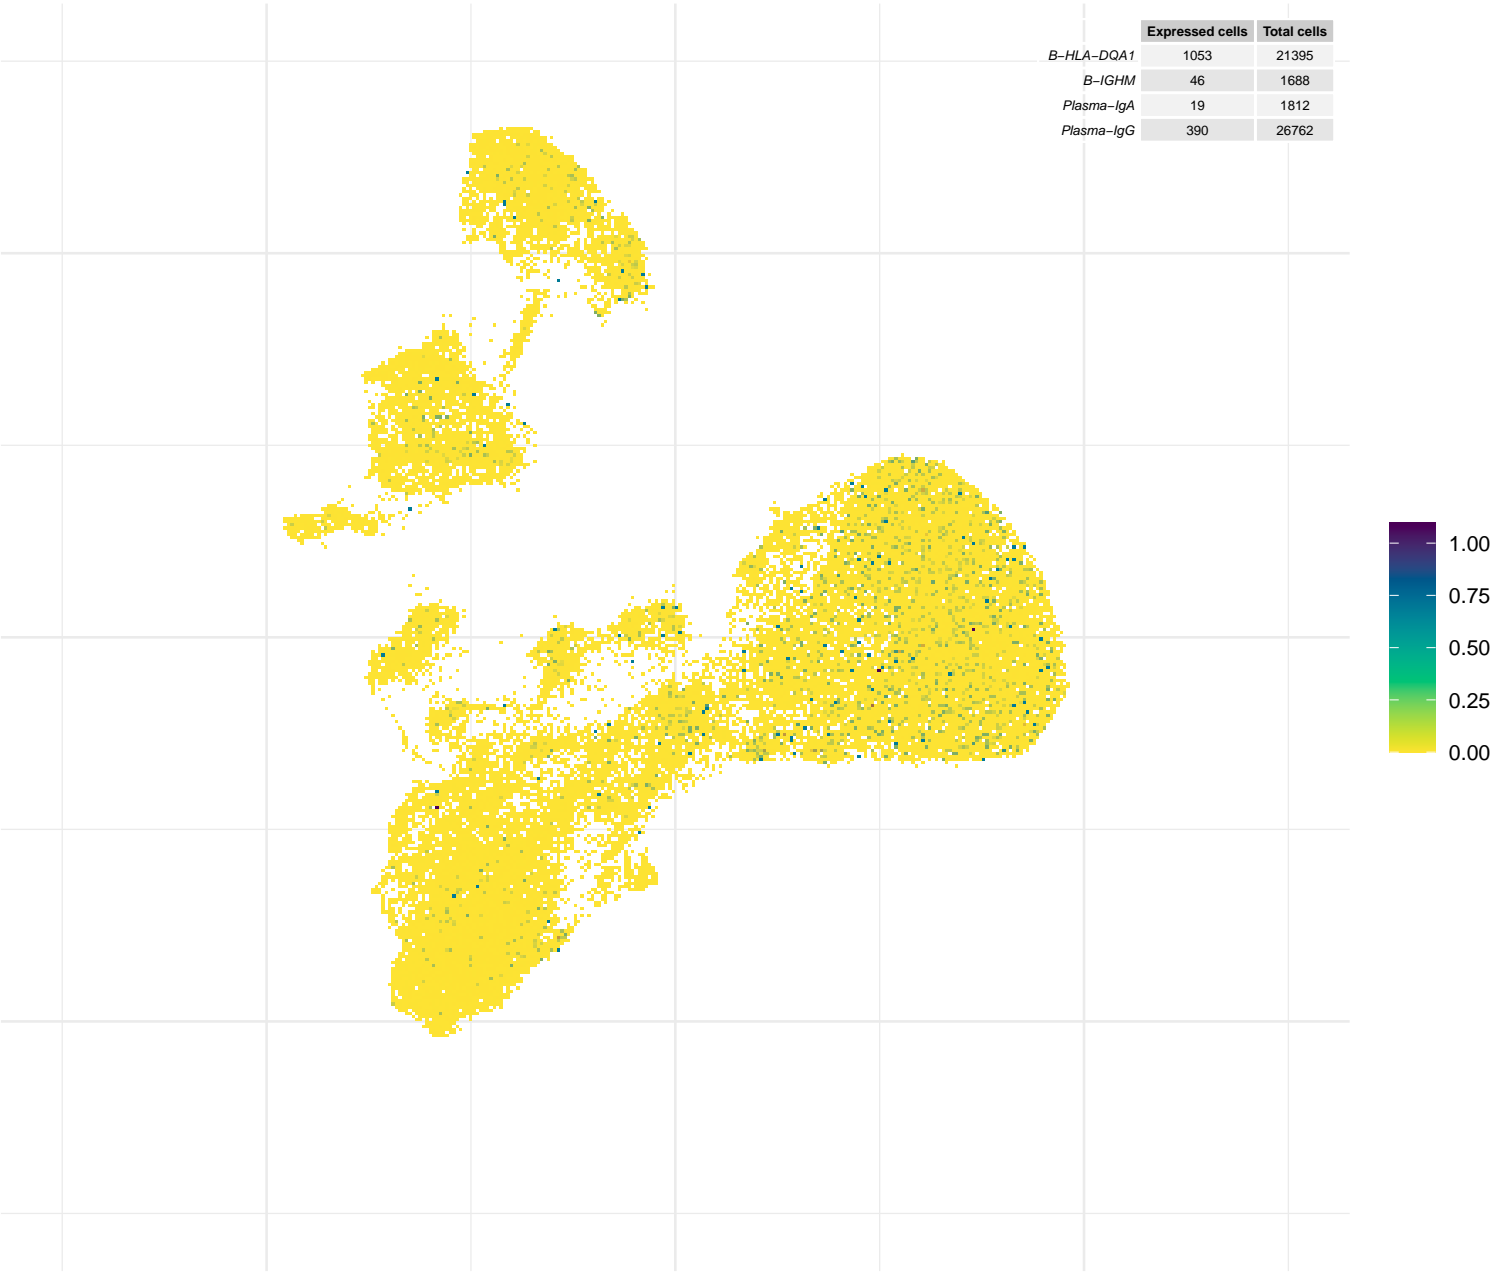 Expressed cells Total cells
B−HLA−DQA1 1053 21395
B−IGHM 46 1688
Plasma−IgA 19 1812
Plasma−IgG 390 26762
1.00
0.75
0.50
0.25
0.00